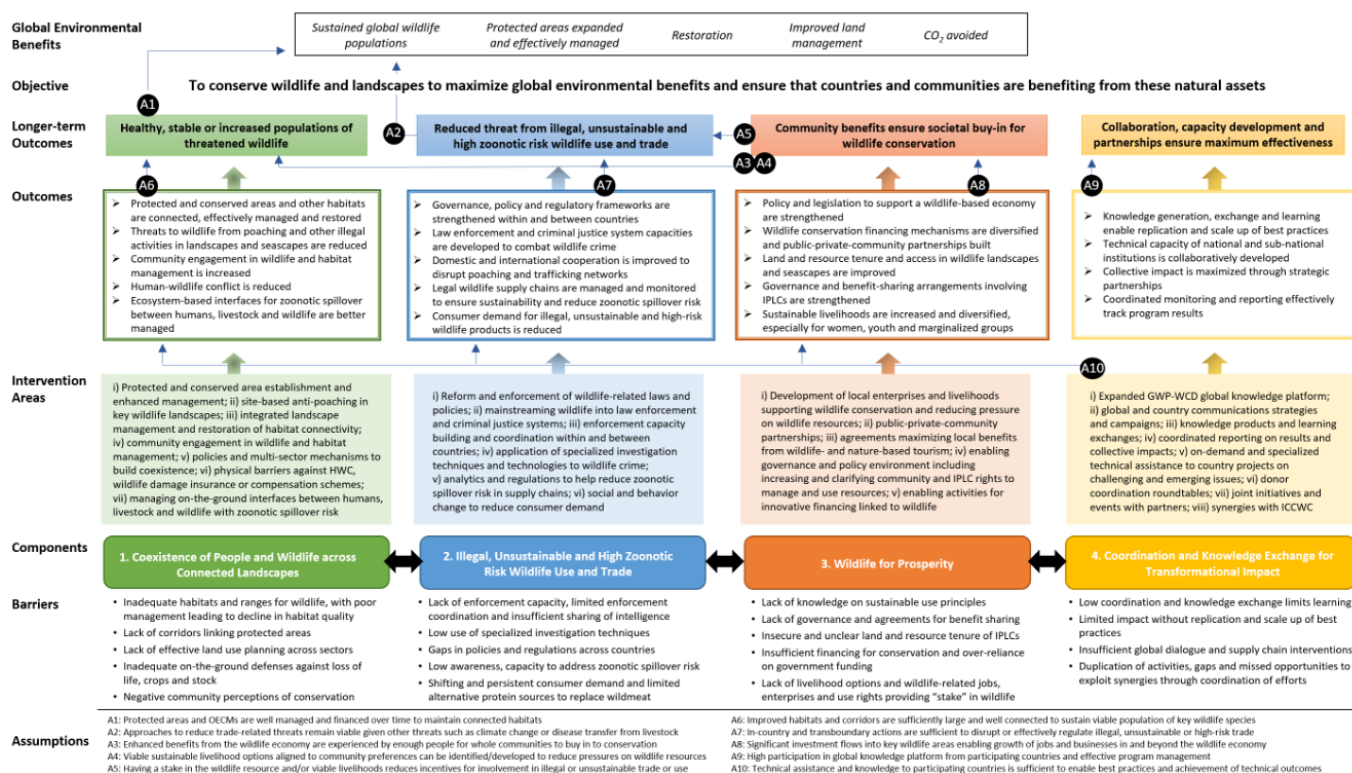 Global Environmental
Benefits
Sustained global wildlife
populations
Protected areas expanded
and effectively managed
Restoration
Improved land
management
CO2 avoided
Objective
To conserve wildlife and landscapes to maximize global environmental benefits and ensure that countries and communities are benefiting from these natural assets
A1
Longer-term
Outcomes
Healthy, stable or increased populations of
threatened wildlife
A2
Reduced threat from illegal, unsustainable and
high zoonotic risk wildlife use and trade
A5
Community benefits ensure societal buy-in for
wildlife conservation
Collaboration, capacity development and
partnerships ensure maximum effectiveness
A3
A4
A6
A7
A8
A9
Outcomes
➢ Protected and conserved areas and other habitats
are connected, effectively managed and restored
➢ Threats to wildlife from poaching and other illegal
activities in landscapes and seascapes are reduced
➢ Community engagement in wildlife and habitat
management is increased
➢ Human-wildlife conflict is reduced
➢ Ecosystem-based interfaces for zoonotic spillover
between humans, livestock and wildlife are better
managed
➢ Governance, policy and regulatory frameworks are
strengthened within and between countries
➢ Law enforcement and criminal justice system capacities
are developed to combat wildlife crime
➢ Domestic and international cooperation is improved to
disrupt poaching and trafficking networks
➢ Legal wildlife supply chains are managed and monitored
to ensure sustainability and reduce zoonotic spillover risk
➢ Consumer demand for illegal, unsustainable and high-risk
wildlife products is reduced
➢ Policy and legislation to support a wildlife-based economy
are strengthened
➢ Wildlife conservation financing mechanisms are diversified
and public-private-community partnerships built
➢ Land and resource tenure and access in wildlife landscapes
and seascapes are improved
➢ Governance and benefit-sharing arrangements involving
IPLCs are strengthened
➢ Sustainable livelihoods are increased and diversified,
especially for women, youth and marginalized groups
➢ Knowledge generation, exchange and learning
enable replication and scale up of best practices
➢ Technical capacity of national and sub-national
institutions is collaboratively developed
➢ Collective impact is maximized through strategic
partnerships
➢ Coordinated monitoring and reporting effectively
track program results
A10
Intervention
Areas
i) Protected and conserved area establishment and
enhanced management; ii) site-based anti-poaching in
key wildlife landscapes; iii) integrated landscape
management and restoration of habitat connectivity;
iv) community engagement in wildlife and habitat
management; v) policies and multi-sector mechanisms to
build coexistence; vi) physical barriers against HWC,
wildlife damage insurance or compensation schemes;
vii) managing on-the-ground interfaces between humans,
livestock and wildlife with zoonotic spillover risk
i) Reform and enforcement of wildlife-related laws and
policies; ii) mainstreaming wildlife into law enforcement
and criminal justice systems; iii) enforcement capacity
building and coordination within and between
countries; iv) application of specialized investigation
techniques and technologies to wildlife crime;
v) analytics and regulations to help reduce zoonotic
spillover risk in supply chains; vi) social and behavior
change to reduce consumer demand
i) Development of local enterprises and livelihoods
supporting wildlife conservation and reducing pressure
on wildlife resources; ii) public-private-community
partnerships; iii) agreements maximizing local benefits
from wildlife- and nature-based tourism; iv) enabling
governance and policy environment including
increasing and clarifying community and IPLC rights to
manage and use resources; v) enabling activities for
innovative financing linked to wildlife
i) Expanded GWP-WCD global knowledge platform;
ii) global and country communications strategies
and campaigns; iii) knowledge products and learning
exchanges; iv) coordinated reporting on results and
collective impacts; v) on-demand and specialized
technical assistance to country projects on
challenging and emerging issues; vi) donor
coordination roundtables; vii) joint initiatives and
events with partners; viii) synergies with ICCWC
Components
1. Coexistence of People and Wildlife across
Connected Landscapes
2. Illegal, Unsustainable and High Zoonotic
Risk Wildlife Use and Trade
3. Wildlife for Prosperity
4. Coordination and Knowledge Exchange for
Transformational Impact
Barriers
• Inadequate habitats and ranges for wildlife, with poor
management leading to decline in habitat quality
• Lack of corridors linking protected areas
• Lack of effective land use planning across sectors
• Inadequate on-the-ground defenses against loss of
life, crops and stock
• Negative community perceptions of conservation
• Lack of enforcement capacity, limited enforcement
coordination and insufficient sharing of intelligence
• Low use of specialized investigation techniques
• Gaps in policies and regulations across countries
• Low awareness, capacity to address zoonotic spillover risk
• Shifting and persistent consumer demand and limited
alternative protein sources to replace wildmeat
• Lack of knowledge on sustainable use principles
• Lack of governance and agreements for benefit sharing
• Insecure and unclear land and resource tenure of IPLCs
• Insufficient financing for conservation and over-reliance
on government funding
• Lack of livelihood options and wildlife-related jobs,
enterprises and use rights providing “stake” in wildlife
• Low coordination and knowledge exchange limits learning
• Limited impact without replication and scale up of best
practices
• Insufficient global dialogue and supply chain interventions
• Duplication of activities, gaps and missed opportunities to
exploit synergies through coordination of efforts
Assumptions
A1: Protected areas and OECMs are well managed and financed over time to maintain connected habitats
A2: Approaches to reduce trade-related threats remain viable given other threats such as climate change or disease transfer from livestock
A3: Enhanced benefits from the wildlife economy are experienced by enough people for whole communities to buy in to conservation
A4: Viable sustainable livelihood options aligned to community preferences can be identified/developed to reduce pressures on wildlife resources
A5: Having a stake in the wildlife resource and/or viable livelihoods reduces incentives for involvement in illegal or unsustainable trade or use
A6: Improved habitats and corridors are sufficiently large and well connected to sustain viable population of key wildlife species
A7: In-country and transboundary actions are sufficient to disrupt or effectively regulate illegal, unsustainable or high-risk trade
A8: Significant investment flows into key wildlife areas enabling growth of jobs and businesses in and beyond the wildlife economy
A9: High participation in global knowledge platform from participating countries and effective program management
A10: Technical assistance and knowledge to participating countries is sufficient to enable best practices and achievement of technical outcomes